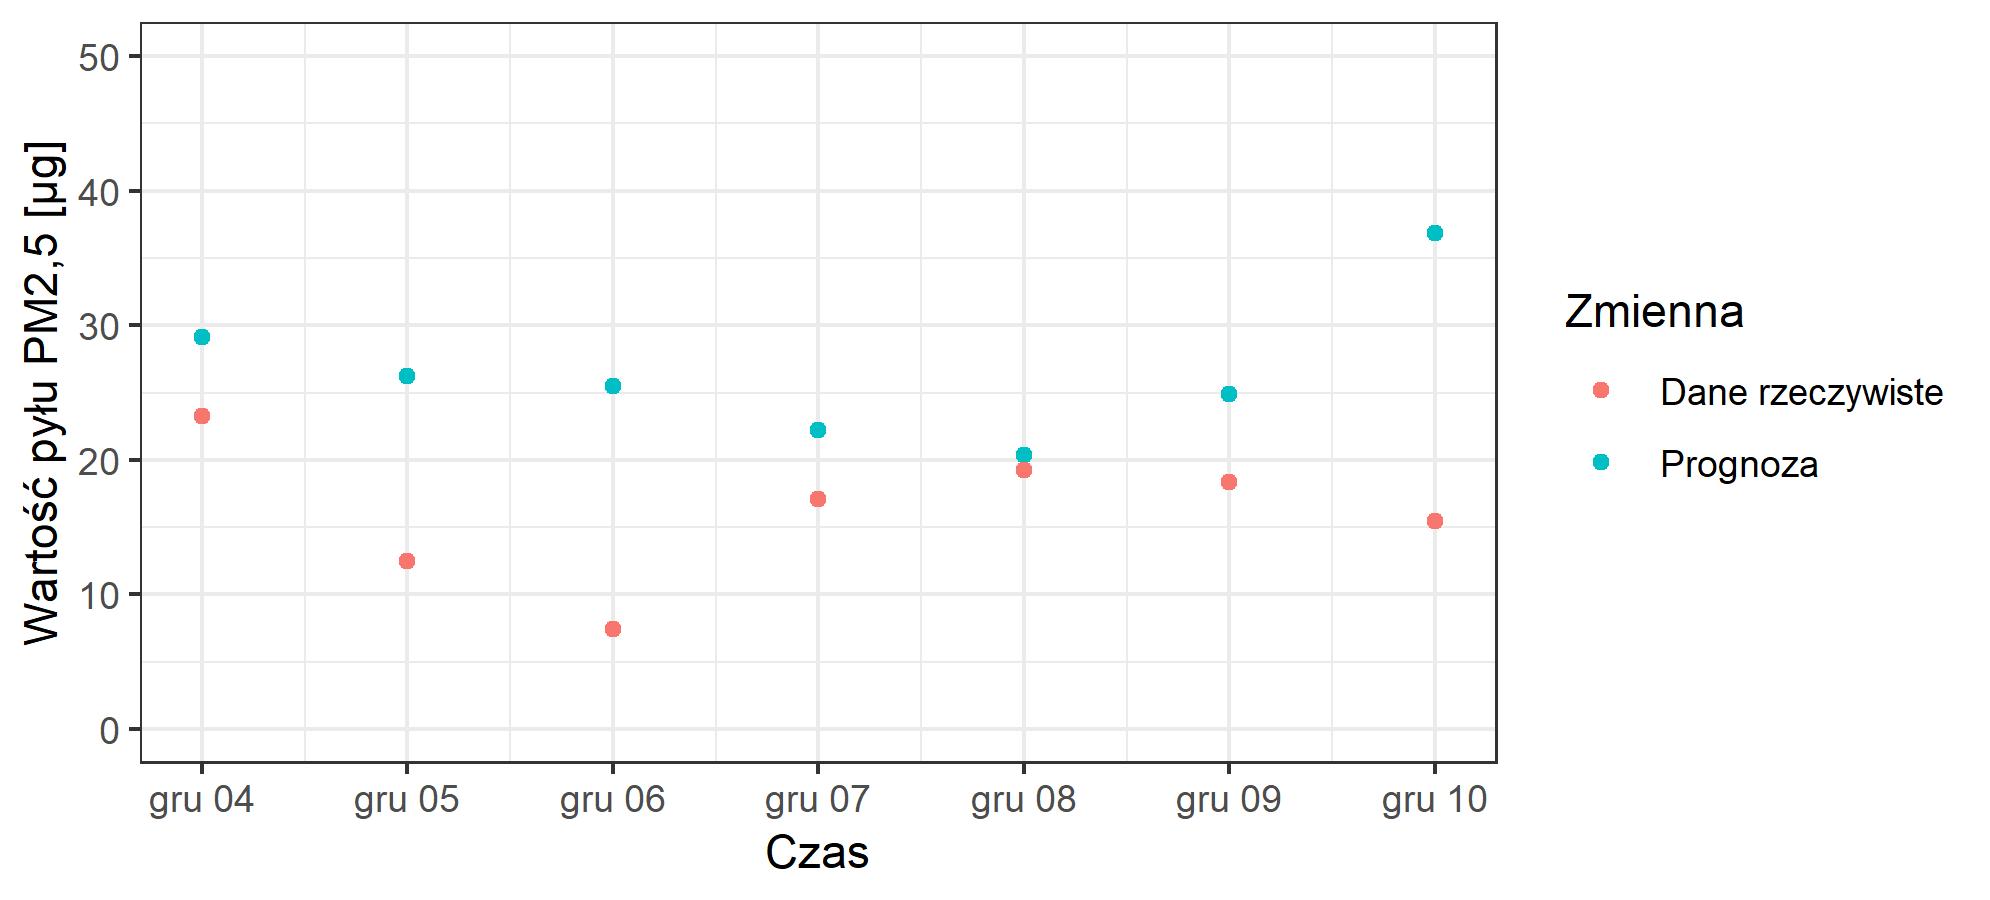 Wartość pyłu PM2,5 [µg]
50
40
30
20
10
0
gru 04
gru 05
gru 06
gru 07
gru 08
gru 09
gru 10
Czas
Zmienna
Dane rzeczywiste
Prognoza